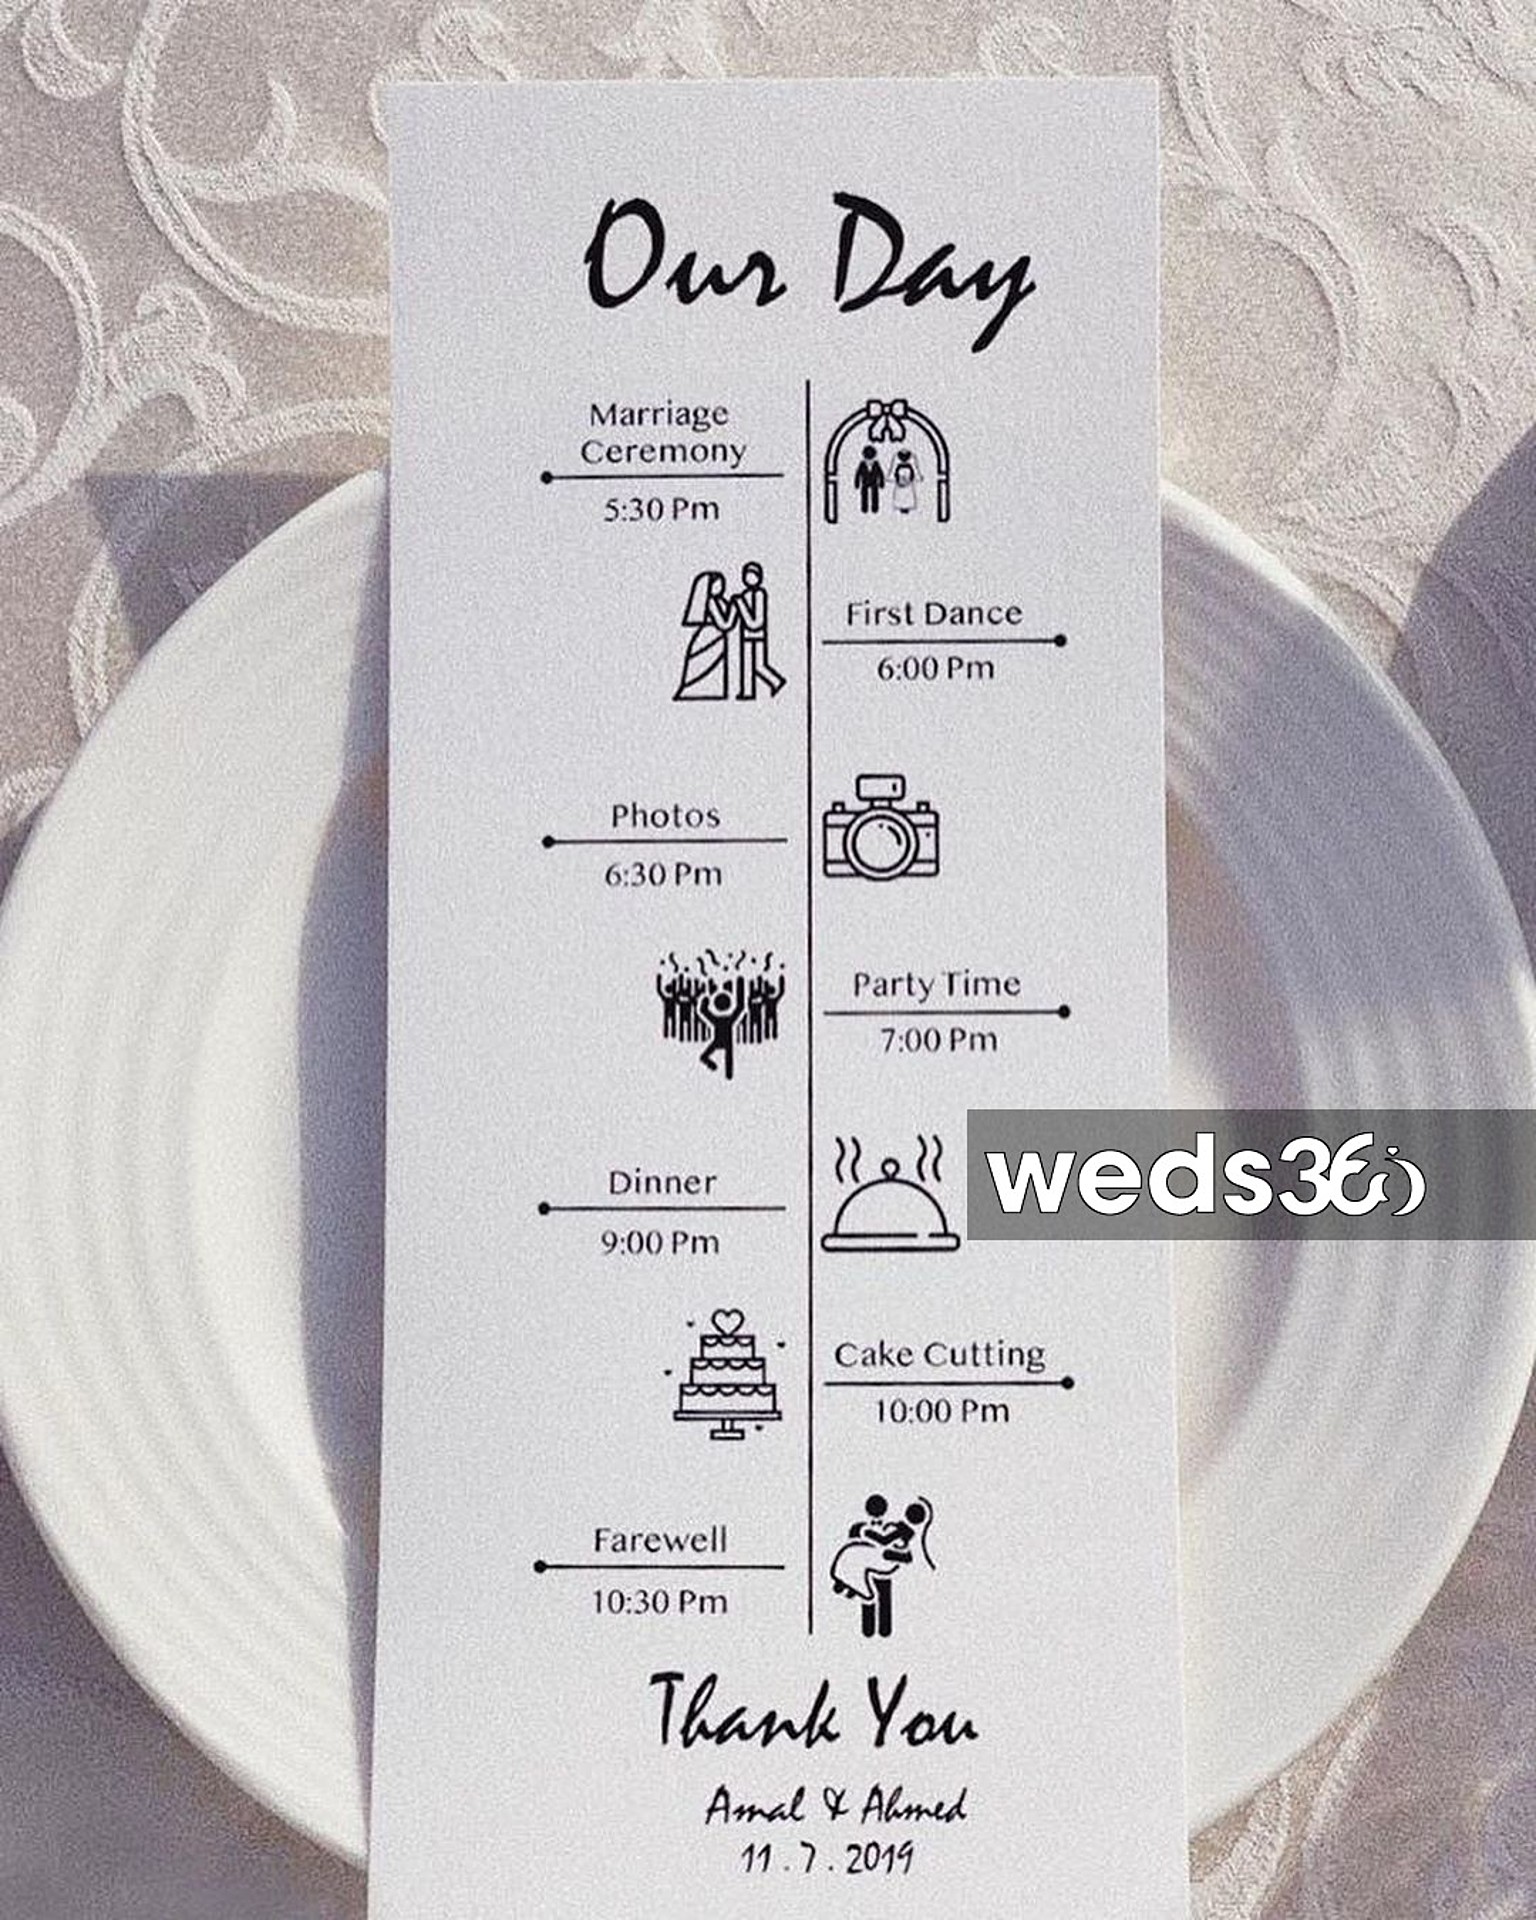 Our Day
Marriage
Ceremony
5:30 Pm
First Dance
6:00 Pm
Photos
6:30 Pm
Party Time
7:00 Pm
weds360
Dinner
9:00 Pm
Cake Cutting
10:00 Pm
Farewell
10:30 Pm
Thank You
Amal & Ahmed
11.7.2019